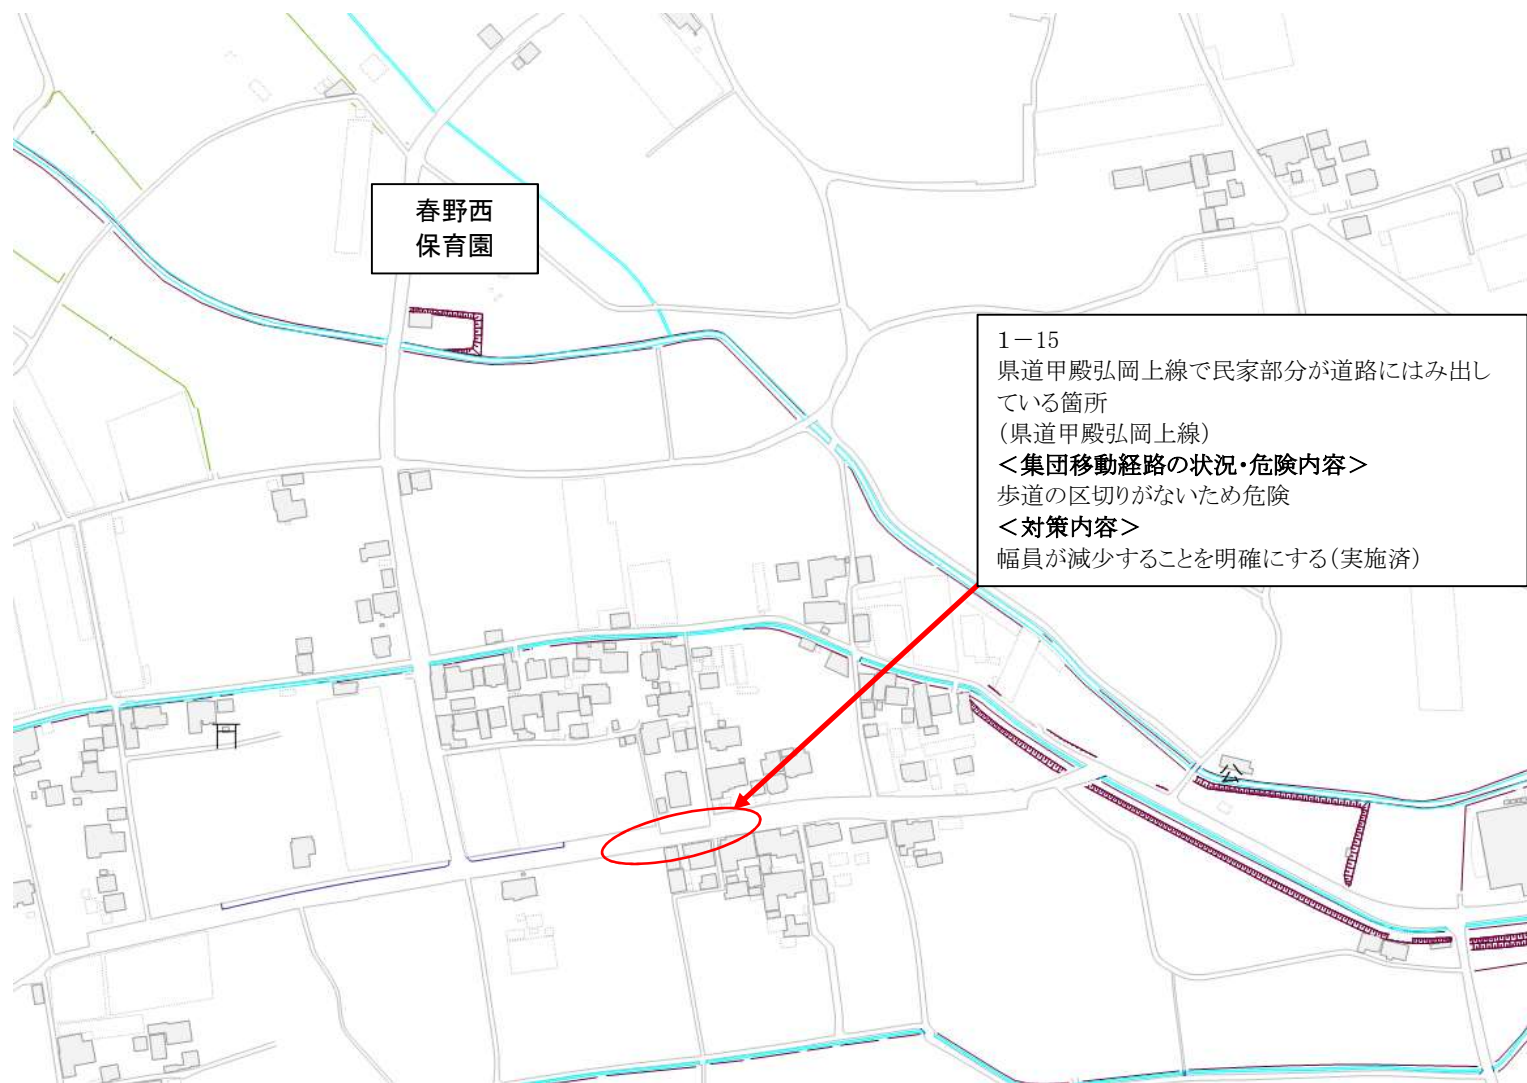 春野西
保育園
1－15
県道甲殿弘岡上線で民家部分が道路にはみ出し
ている箇所
（県道甲殿弘岡上線）
＜集団移動経路の状況・危険内容＞
歩道の区切りがないため危険
＜対策内容＞
幅員が減少することを明確にする（実施済）
公